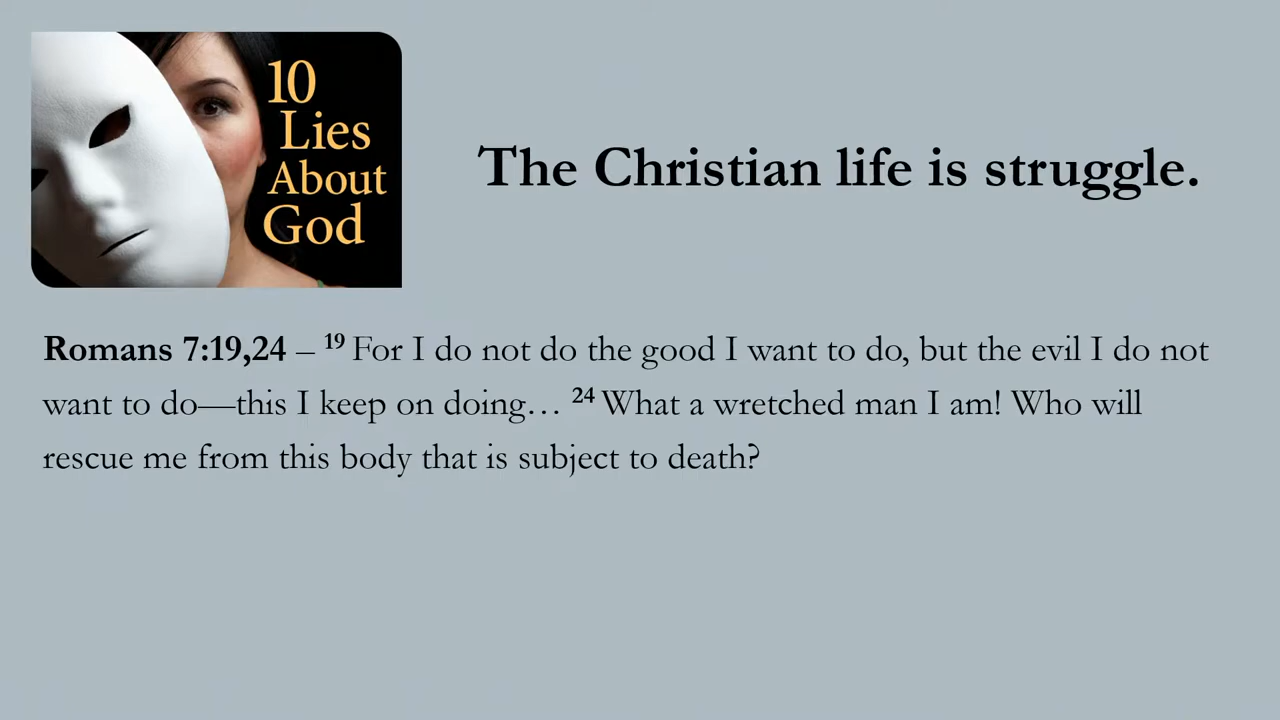 10
Lies
About
God
The Christian life is struggle.
Romans 7:19,24 – 19 For I do not do the good I want to do, but the evil I do not
want to do—this I keep on doing… 24 What a wretched man I am! Who will
rescue me from this body that is subject to death?